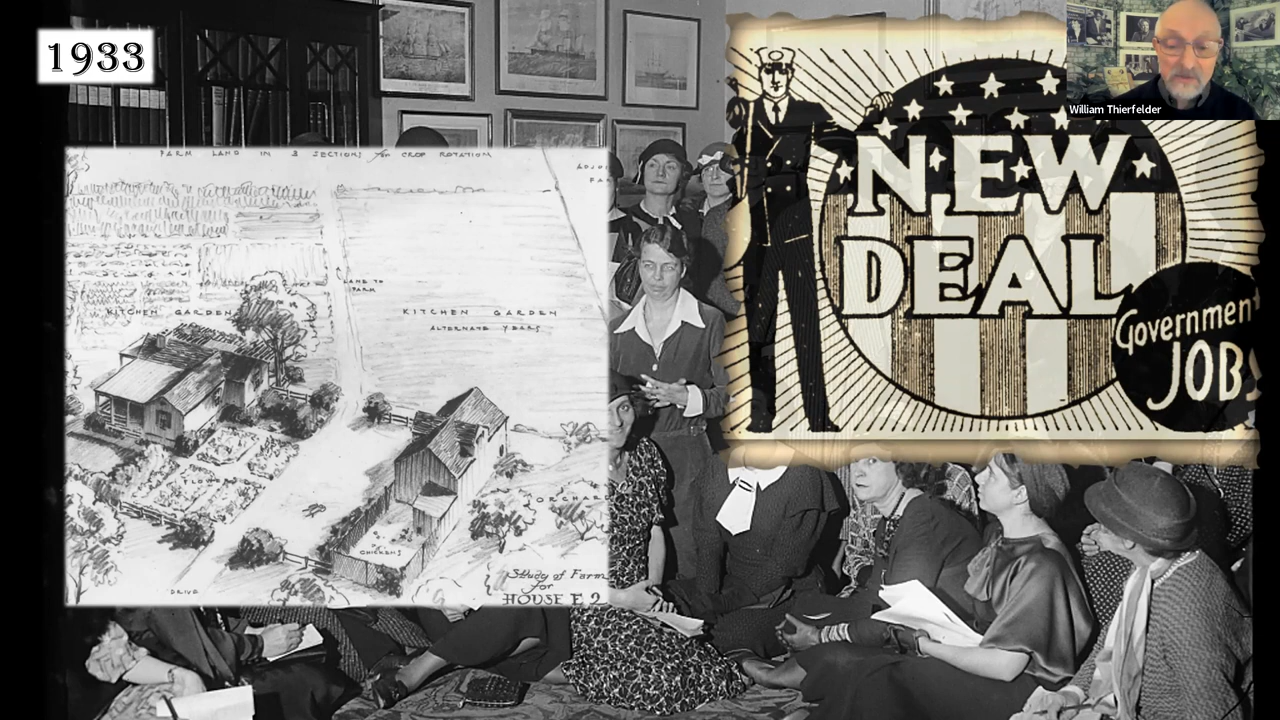 1933
William Thierfelder
FARM LAND IN 3 SECTIONS for CROP ROTATION
LANE TO
FARM
KITCHEN GARDEN
KITCHEN GARDEN
ALTERNATE YEARS
FLOWERS
ORCHARD
CHICKENS
DRIVE
Study of Farm
for
HOUSE E 2
NEW
DEAL
Government
JOBS